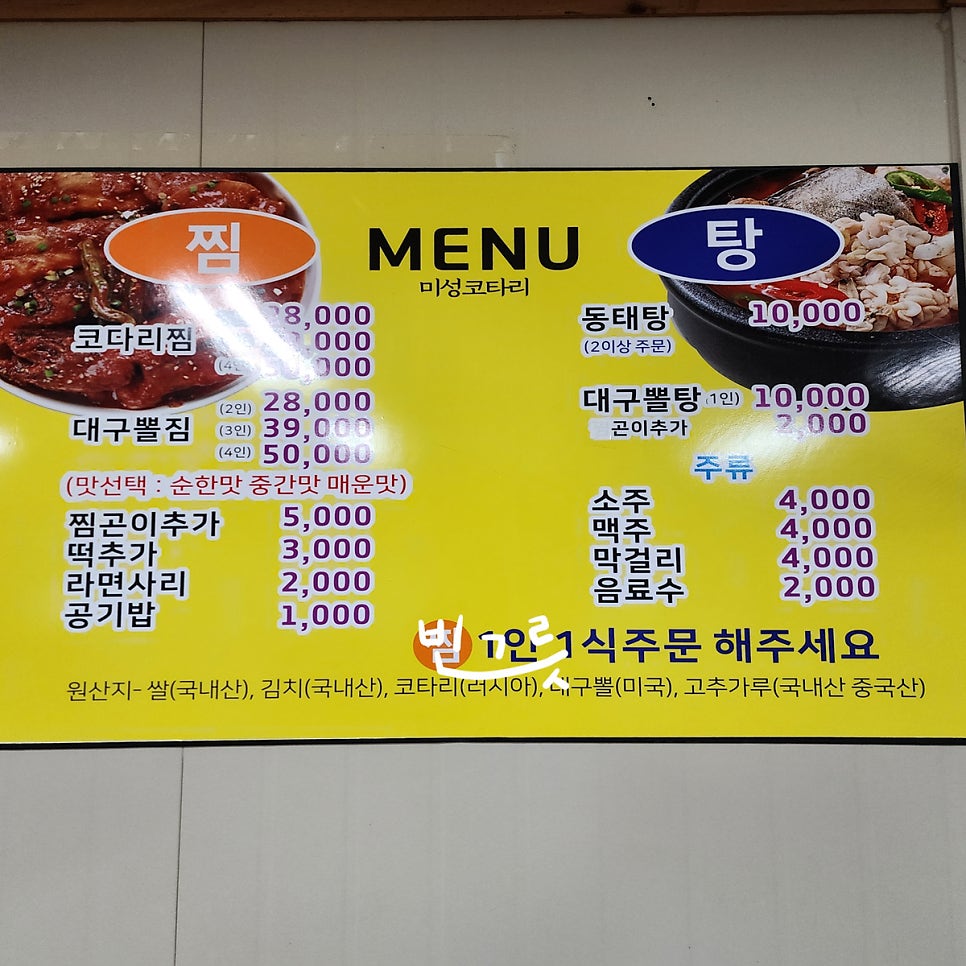 찜
MENU
탕
미성코타리
코다리찜
(2인) 28,000
대구뽈짐
(3인) 39,000
(4인) 50,000
(맛선택 : 순한맛 중간맛 매운맛)
찜곤이추가 5,000
떡추가 3,000
라면사리 2,000
공기밥 1,000
동태탕 10,000
(2이상 주문)
대구뽈탕 (1인) 10,000
곤이추가 2,000
주류
소주 4,000
맥주 4,000
막걸리 4,000
음료수 2,000
찜 1인 1식주문 해주세요
빌그릇
원산지- 쌀(국내산), 김치(국내산), 코타리(러시아), 대구뽈(미국), 고추가루(국내산 중국산)